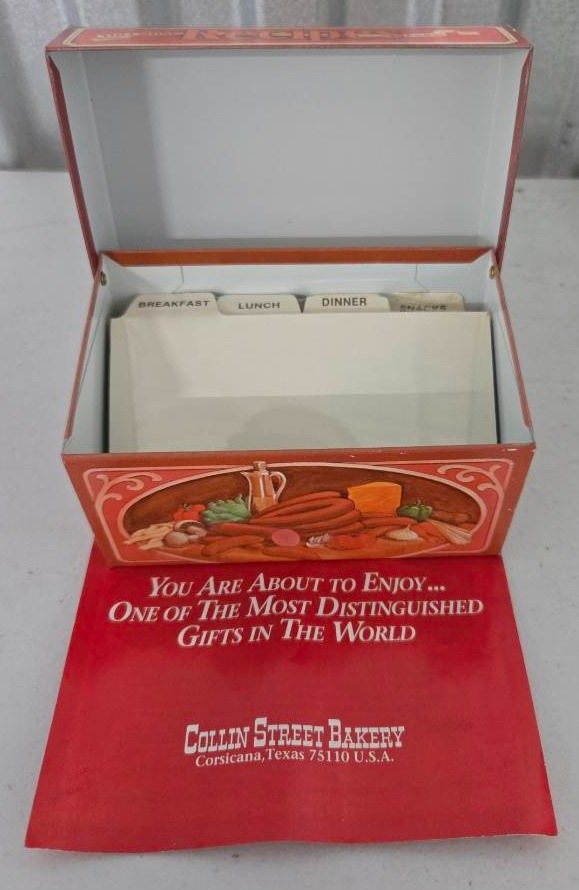 BREAKFAST
LUNCH
DINNER
SNACKS
YOU ARE ABOUT TO ENJOY...
ONE OF THE MOST DISTINGUISHED
GIFTS IN THE WORLD
COLLIN STREET BAKERY
Corsicana, Texas 75110 U.S.A.